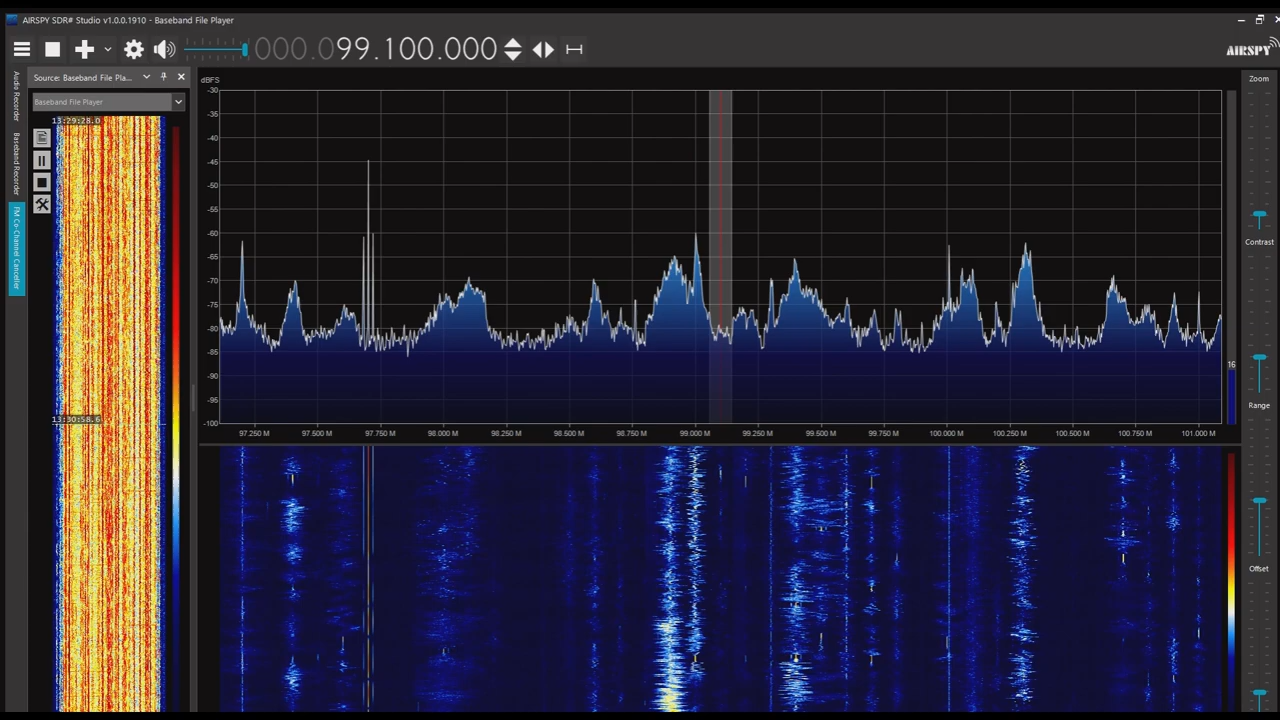 AIRSPY SDR# Studio v1.0.0.1910 - Baseband File Player
000.099.100.000
AIRSPY
Source: Baseband File Pla...
Baseband File Player
Audio Recorder
Baseband Recorder
FM Co-Channel Canceller
13:29:28.0
13:30:58.6
dBFS
-30
-35
-40
-45
-50
-55
-60
-65
-70
-75
-80
-85
-90
-95
-100
97.250 M 97.500 M 97.750 M 98.000 M 98.250 M 98.500 M 98.750 M 99.000 M 99.250 M 99.500 M 99.750 M 100.000 M 100.250 M 100.500 M 100.750 M 101.000 M
16
Zoom
Contrast
Range
Offset